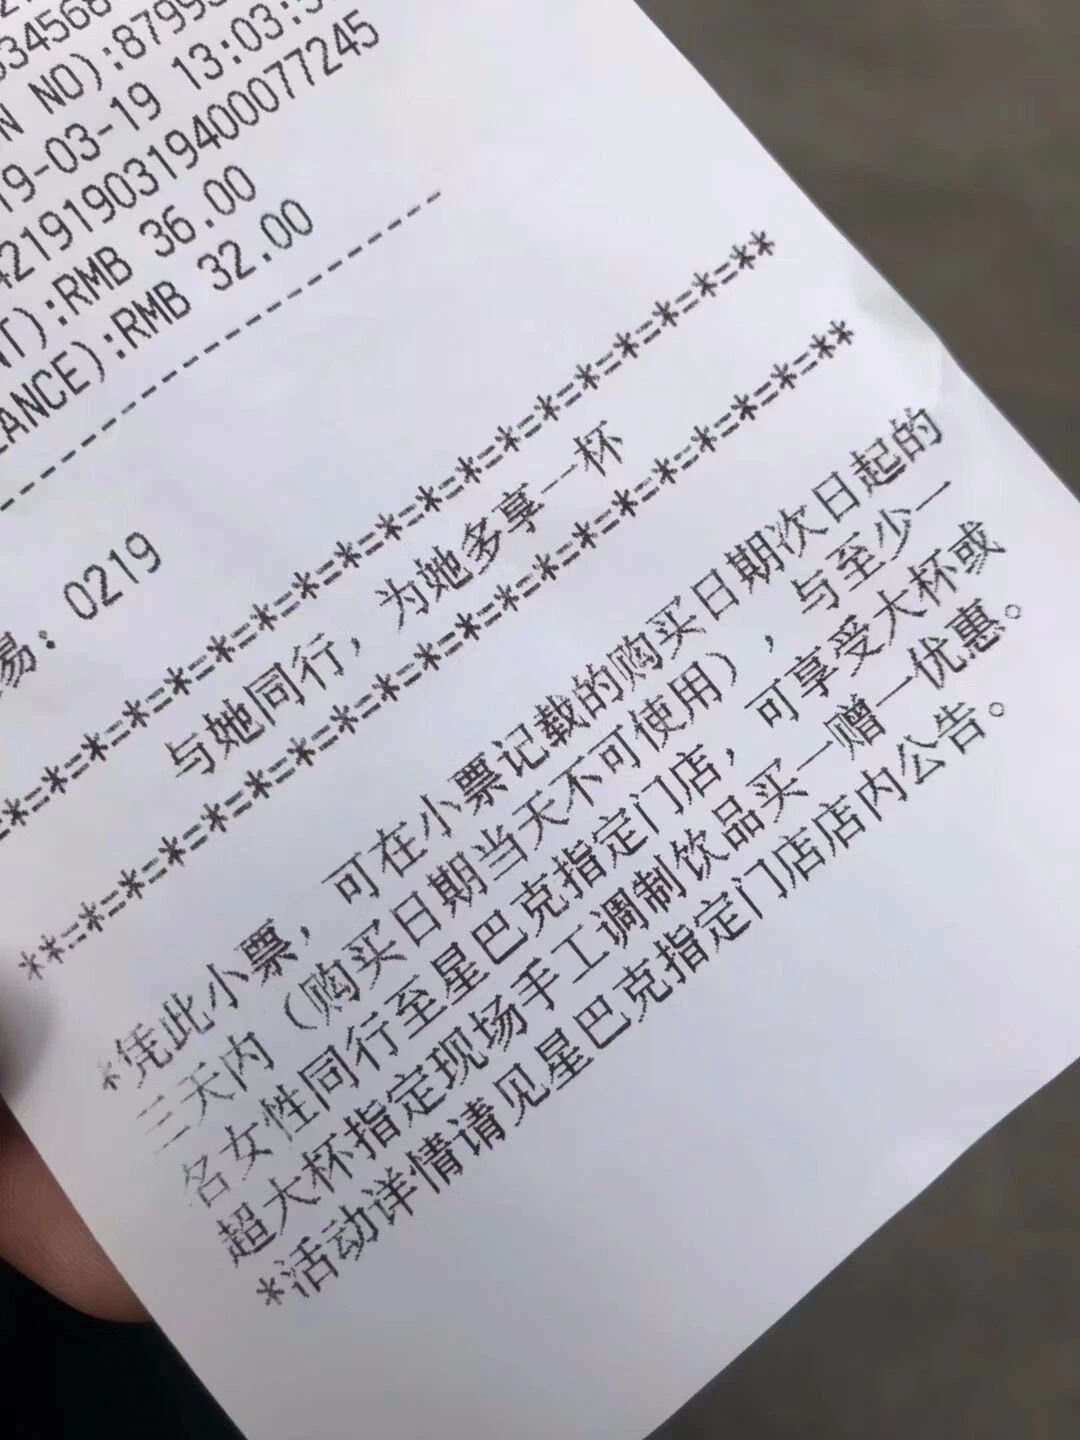 34568
N NO):8799
19-03-19 13:03:5
4219190319400077245
NT):RMB 36.00
LANCE):RMB 32.00
--------------------------------
易: 0219
=*=*=*=*=*=*=*=*=*=*=*=*=*=*=*=*=**
与她同行，为她多享一杯
**=*=*=*=*=*=*=*=*=*=*=*=*=*=*=*=*=**
*凭此小票，可在小票记载的购买日期次日起的
三天内（购买日期当天不可使用），与至少一
名女性同行至星巴克指定门店，可享受大杯或
超大杯指定现场手工调制饮品买一赠一优惠。
*活动详情请见星巴克指定门店店内公告。